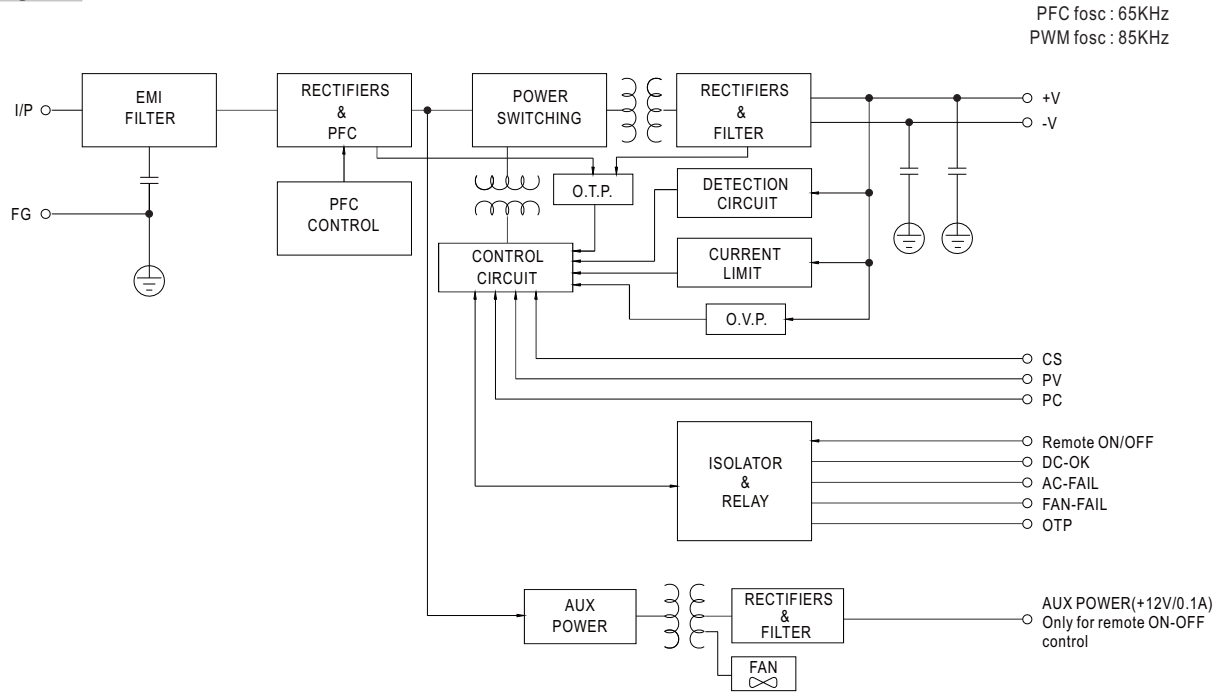 PFC fosc : 65KHz
PWM fosc : 85KHz
I/P
EMI
FILTER
RECTIFIERS
&
PFC
POWER
SWITCHING
RECTIFIERS
&
FILTER
+V
-V
FG
PFC
CONTROL
O.T.P.
DETECTION
CIRCUIT
CONTROL
CIRCUIT
CURRENT
LIMIT
O.V.P.
CS
PV
PC
ISOLATOR
&
RELAY
Remote ON/OFF
DC-OK
AC-FAIL
FAN-FAIL
OTP
AUX
POWER
RECTIFIERS
&
FILTER
AUX POWER(+12V/0.1A)
Only for remote ON-OFF
control
FAN